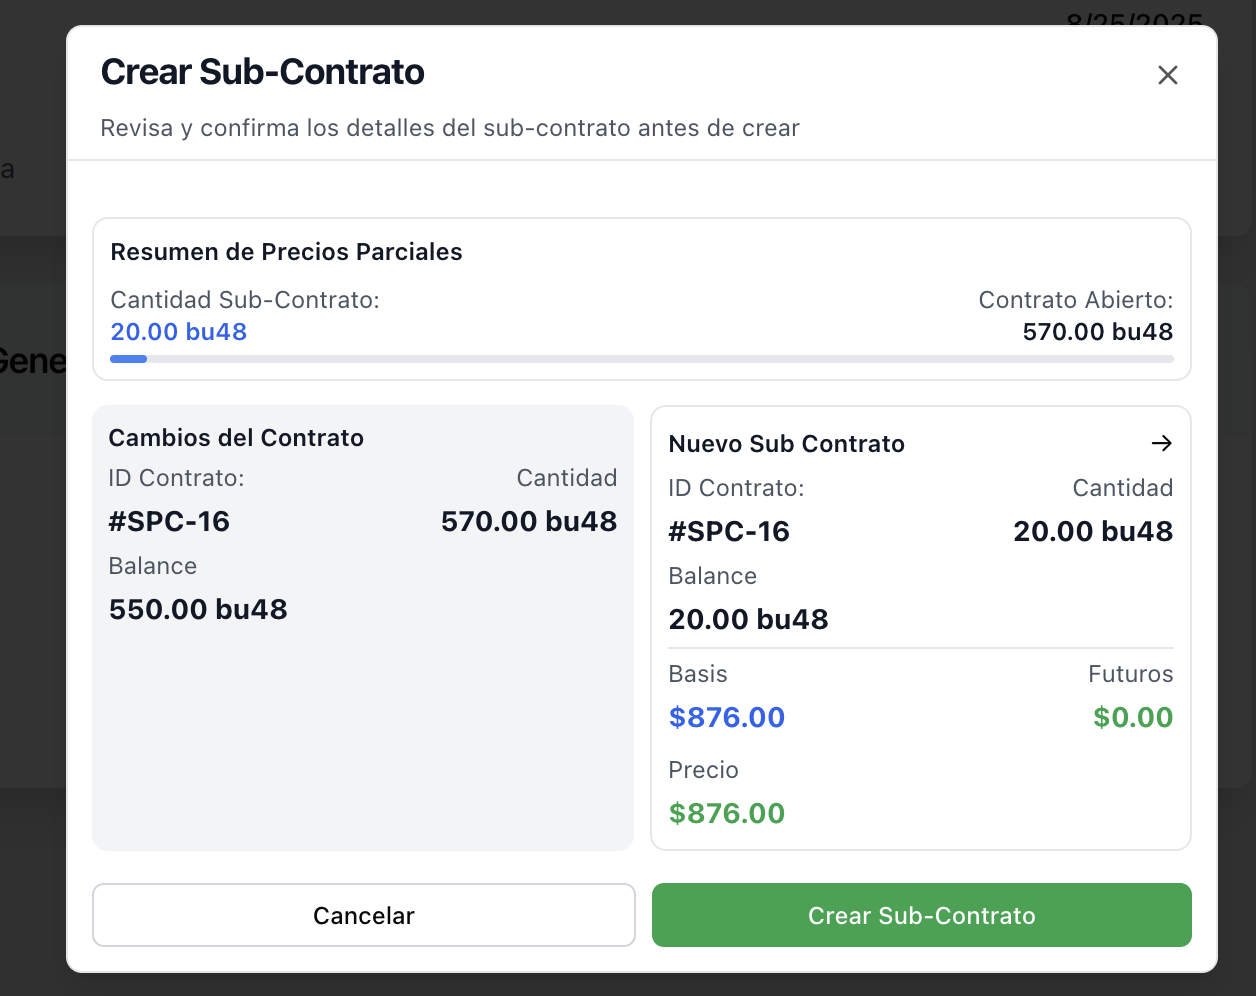 8/25/2025
Crear Sub-Contrato
Revisa y confirma los detalles del sub-contrato antes de crear
a
Resumen de Precios Parciales
Cantidad Sub-Contrato:
Contrato Abierto:
20.00 bu48
570.00 bu48
Gene
Cambios del Contrato
ID Contrato:
Cantidad
#SPC-16
570.00 bu48
Balance
550.00 bu48
Nuevo Sub Contrato
ID Contrato:
Cantidad
#SPC-16
20.00 bu48
Balance
20.00 bu48
Basis
Futuros
$876.00
$0.00
Precio
$876.00
Cancelar
Crear Sub-Contrato